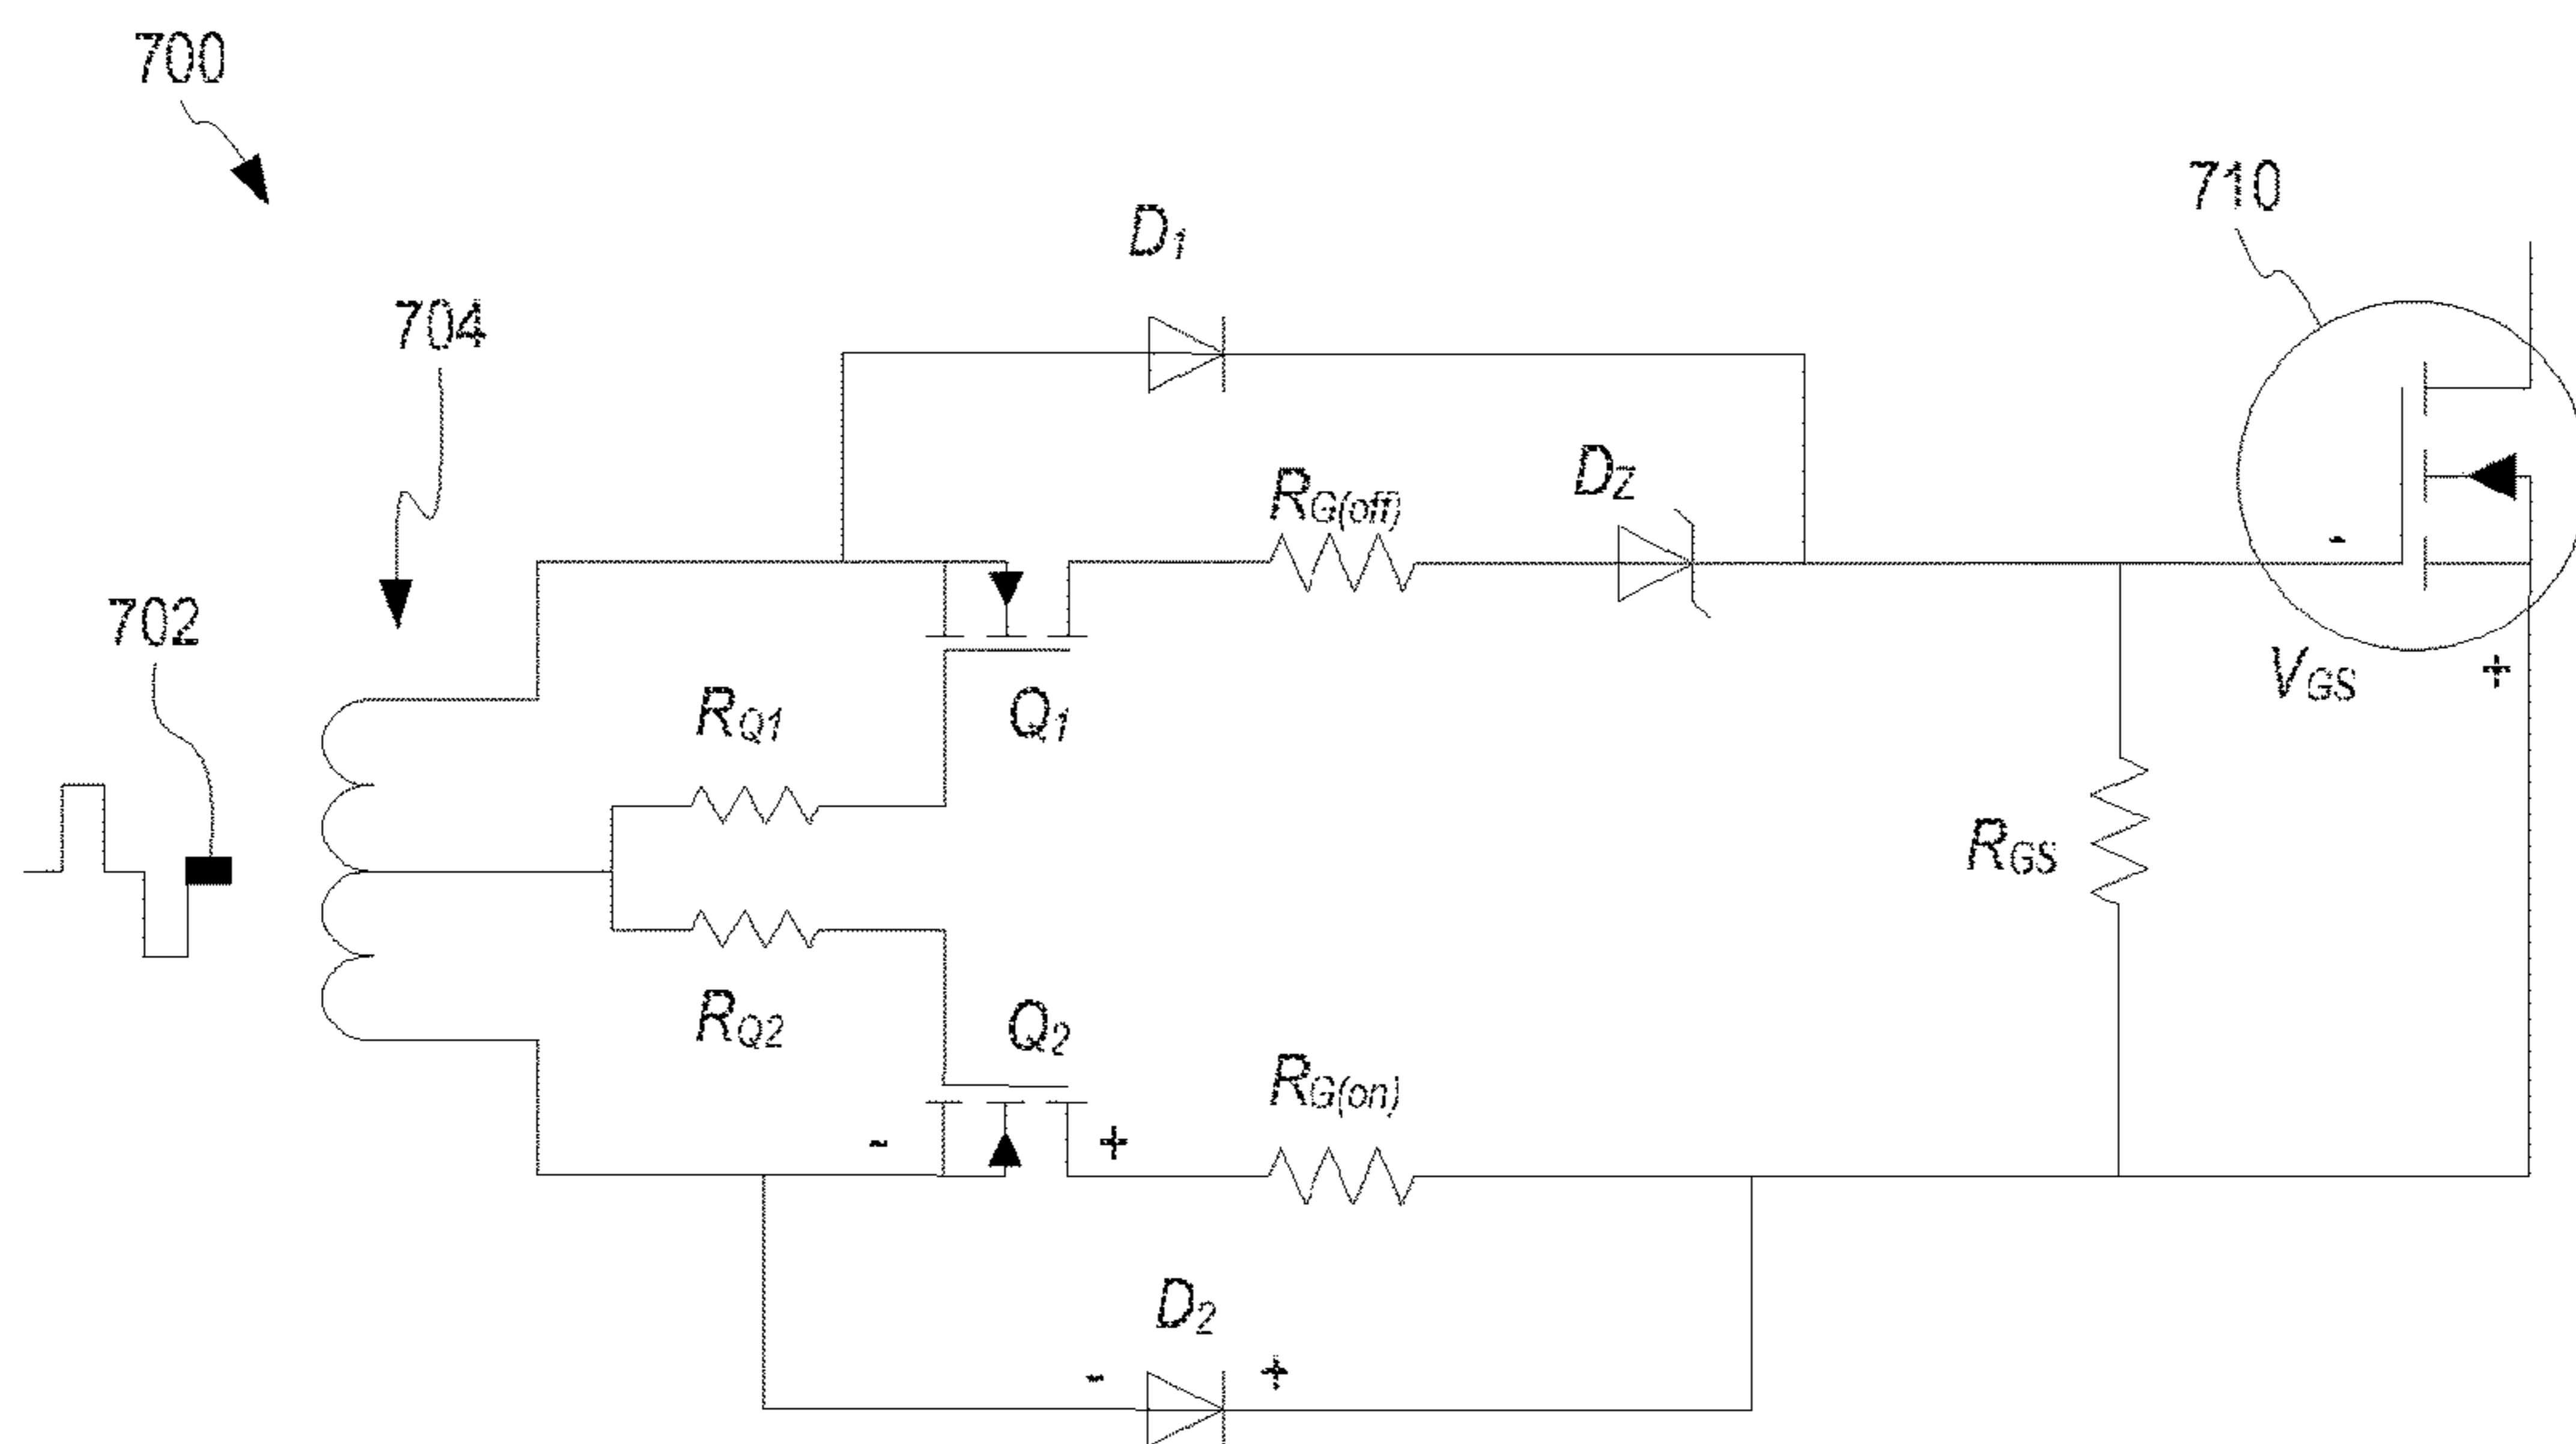 700
710
D1
704
DZ
RG(off)
-
702
VGS
+
RQ1
Q1
RGS
RQ2
Q2
RG(on)
-
+
D2
-
+